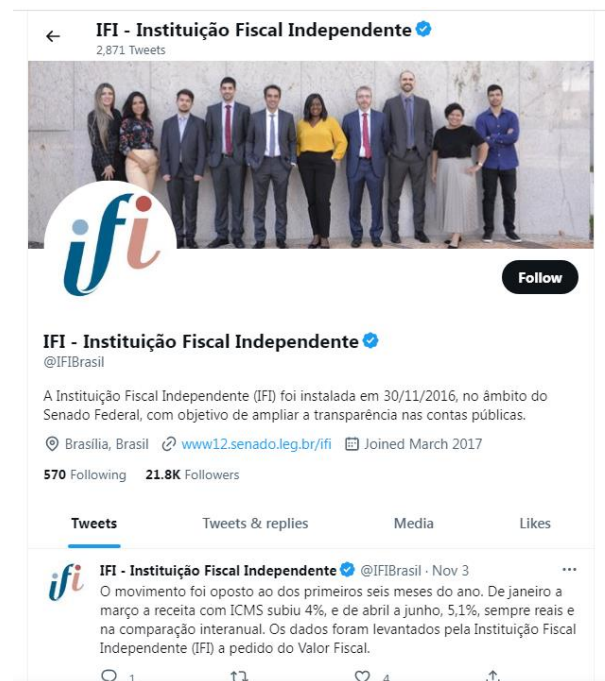 IFI - Instituição Fiscal Independente
2,871 Tweets
ifi
Follow
IFI - Instituição Fiscal Independente
@IFIBrasil
A Instituição Fiscal Independente (IFI) foi instalada em 30/11/2016, no âmbito do
Senado Federal, com objetivo de ampliar a transparência nas contas públicas.
Brasília, Brasil www12.senado.leg.br/ifi Joined March 2017
570 Following 21.8K Followers
Tweets Tweets & replies Media Likes
ifi IFI - Instituição Fiscal Independente @IFIBrasil · Nov 3 ···
O movimento foi oposto ao dos primeiros seis meses do ano. De janeiro a
março a receita com ICMS subiu 4%, e de abril a junho, 5,1%, sempre reais e
na comparação interanual. Os dados foram levantados pela Instituição Fiscal
Independente (IFI) a pedido do Valor Fiscal.
1 4